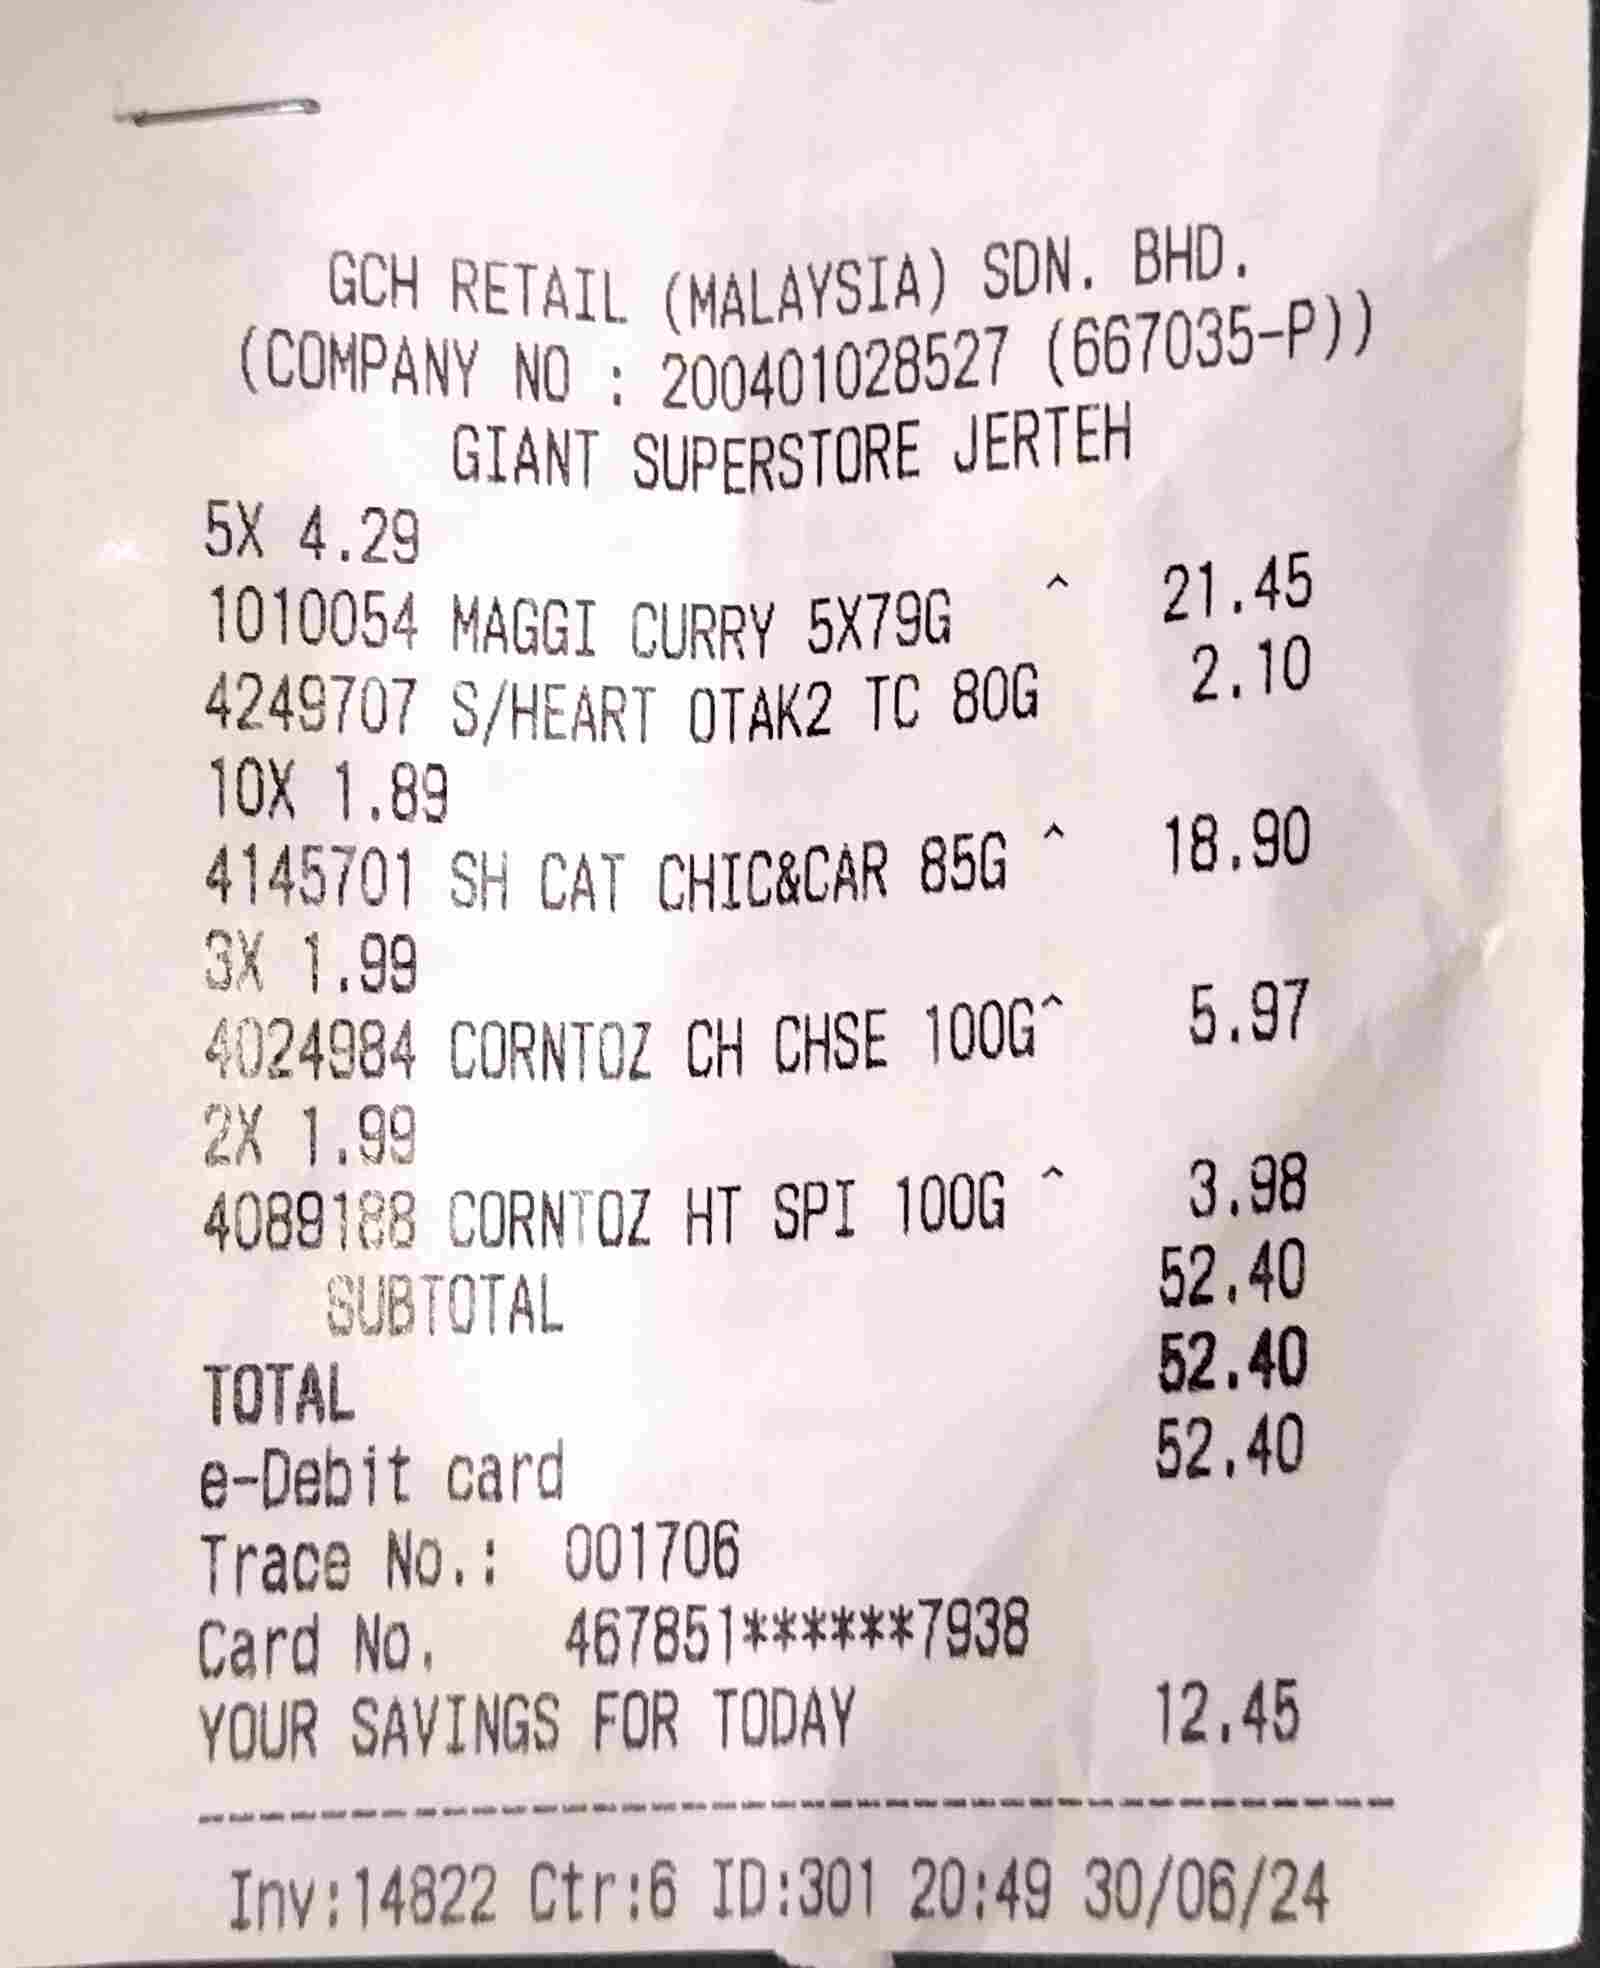 GCH RETAIL (MALAYSIA) SDN. BHD.
(COMPANY NO : 200401028527 (667035-P))
GIANT SUPERSTORE JERTEH
5X 4.29
1010054 MAGGI CURRY 5X79G ^ 21.45
4249707 S/HEART OTAK2 TC 80G 2.10
10X 1.89
4145701 SH CAT CHIC&CAR 85G ^ 18.90
3X 1.99
4024984 CORNTOZ CH CHSE 100G^ 5.97
2X 1.99
4089188 CORNTOZ HT SPI 100G ^ 3.98
SUBTOTAL 52.40
TOTAL 52.40
e-Debit card 52.40
Trace No.: 001706
Card No. 467851******7938
YOUR SAVINGS FOR TODAY 12.45
--------------------------------------
Inv:14822 Ctr:6 ID:301 20:49 30/06/24